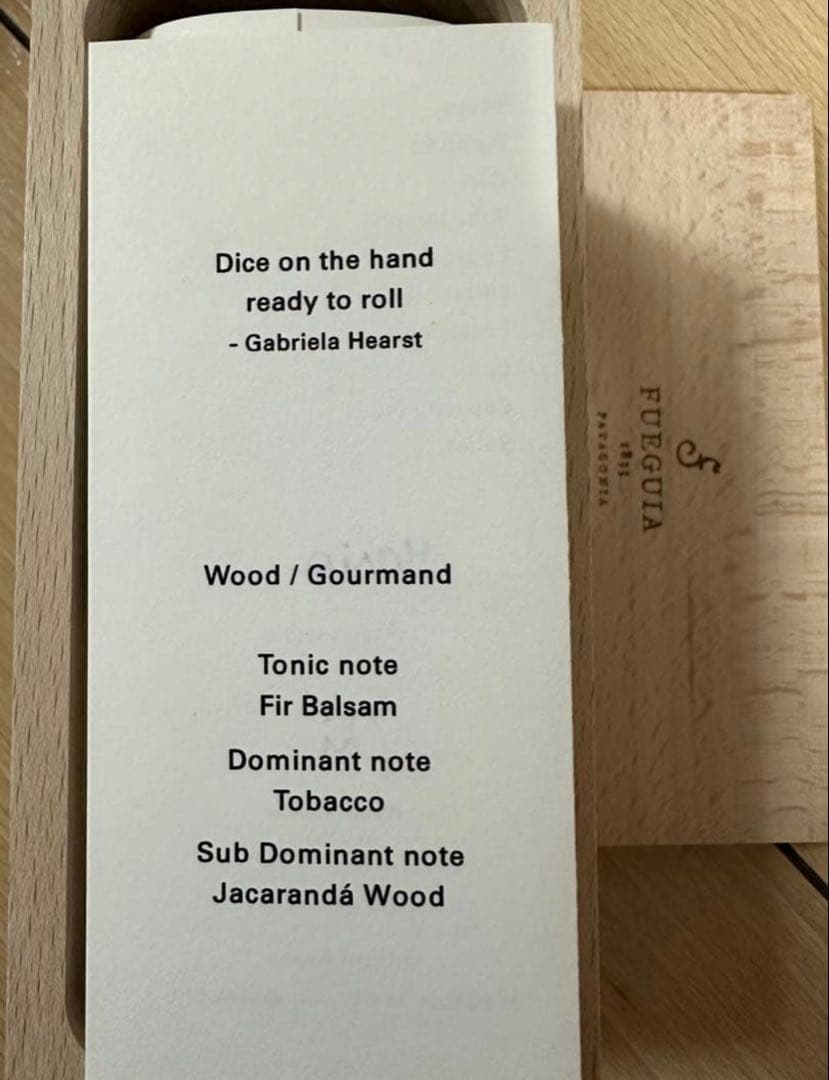 Dice on the hand
ready to roll
- Gabriela Hearst
Wood / Gourmand
Tonic note
Fir Balsam
Dominant note
Tobacco
Sub Dominant note
Jacarandá Wood
FUEGUIA
1833
PATAGONIA